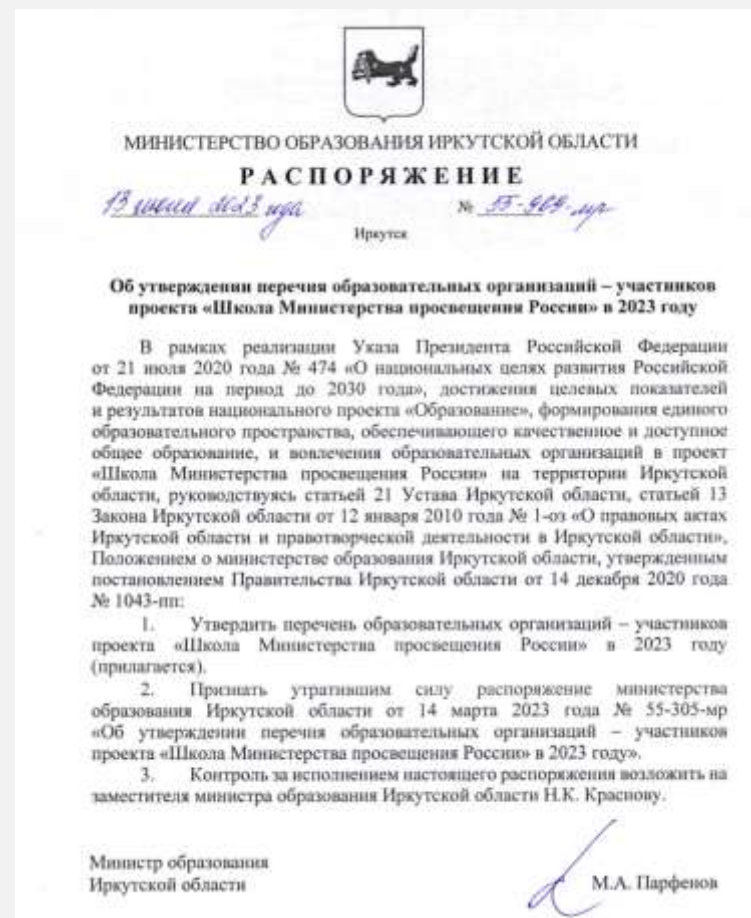 МИНИСТЕРСТВО ОБРАЗОВАНИЯ ИРКУТСКОЙ ОБЛАСТИ
РАСПОРЯЖЕНИЕ
13 июня 2023 года № 55-969-мр
Иркутск
Об утверждении перечня образовательных организаций – участников
проекта «Школа Министерства просвещения России» в 2023 году
В рамках реализации Указа Президента Российской Федерации
от 21 июля 2020 года № 474 «О национальных целях развития Российской
Федерации на период до 2030 года», достижения целевых показателей
и результатов национального проекта «Образование», формирования единого
образовательного пространства, обеспечивающего качественное и доступное
общее образование, и вовлечения образовательных организаций в проект
«Школа Министерства просвещения России» на территории Иркутской
области, руководствуясь статьей 21 Устава Иркутской области, статьей 13
Закона Иркутской области от 12 января 2010 года № 1-оз «О правовых актах
Иркутской области и правотворческой деятельности в Иркутской области»,
Положением о министерстве образования Иркутской области, утвержденным
постановлением Правительства Иркутской области от 14 декабря 2020 года
№ 1043-пп:
1. Утвердить перечень образовательных организаций – участников
проекта «Школа Министерства просвещения России» в 2023 году
(прилагается).
2. Признать утратившим силу распоряжение министерства
образования Иркутской области от 14 марта 2023 года № 55-305-мр
«Об утверждении перечня образовательных организаций – участников
проекта «Школа Министерства просвещения России» в 2023 году».
3. Контроль за исполнением настоящего распоряжения возложить на
заместителя министра образования Иркутской области Н.К. Краснову.
Министр образования
Иркутской области М.А. Парфенов